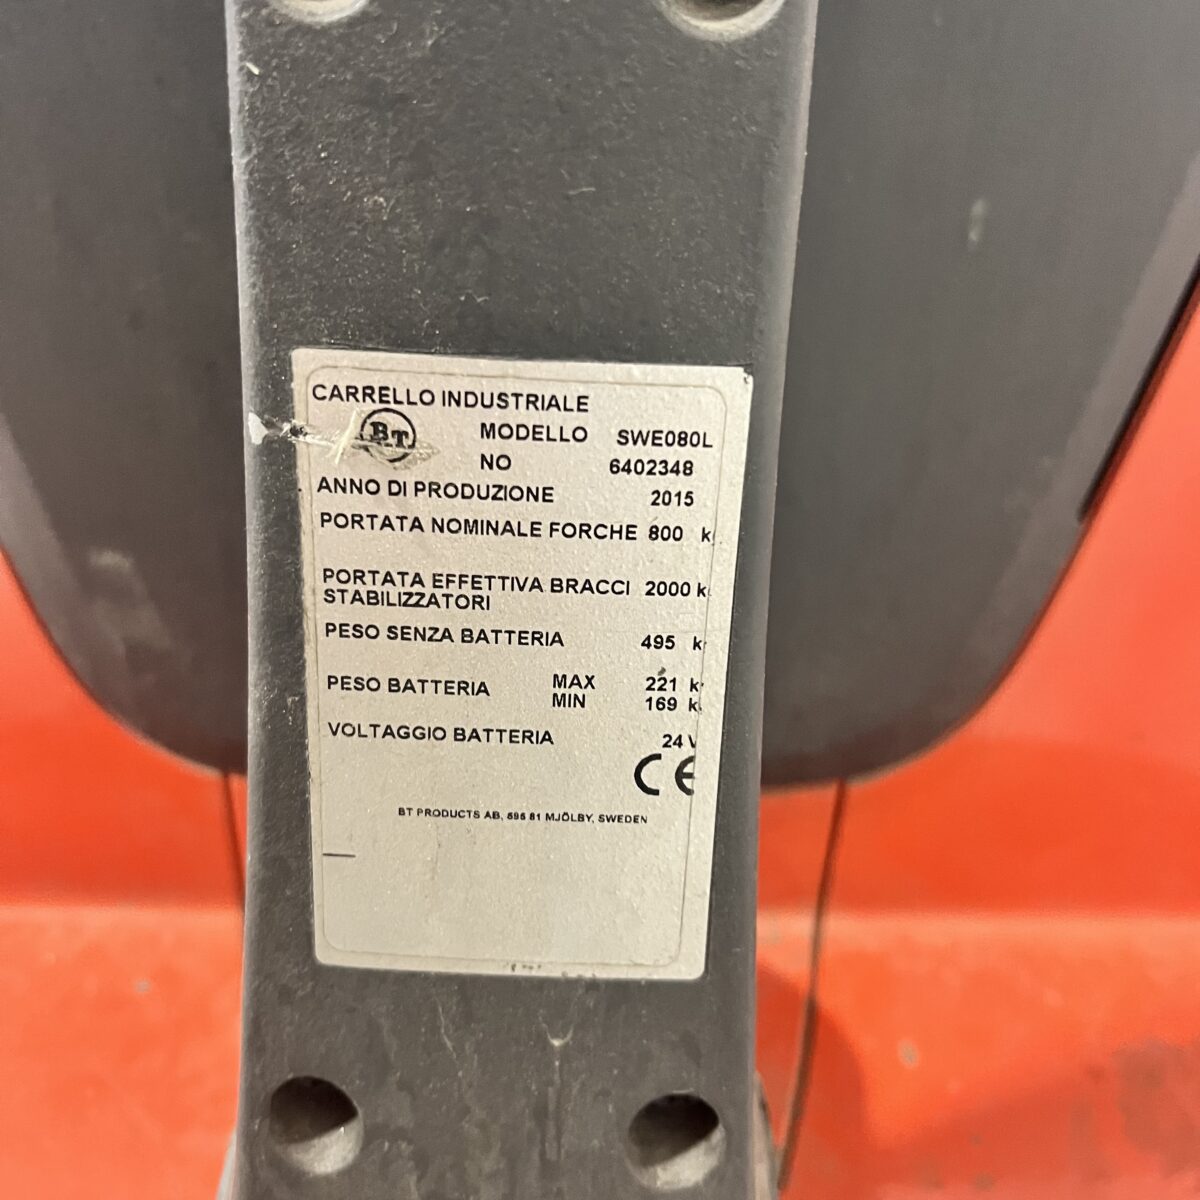 CARRELLO INDUSTRIALE
BT
MODELLO SWE080L
NO 6402348
ANNO DI PRODUZIONE 2015
PORTATA NOMINALE FORCHE 800 k
PORTATA EFFETTIVA BRACCI 2000 k
STABILIZZATORI
PESO SENZA BATTERIA 495 k
PESO BATTERIA MAX 221 k
MIN 169 k
VOLTAGGIO BATTERIA 24 V
CE
BT PRODUCTS AB, 595 81 MJÖLBY, SWEDEN